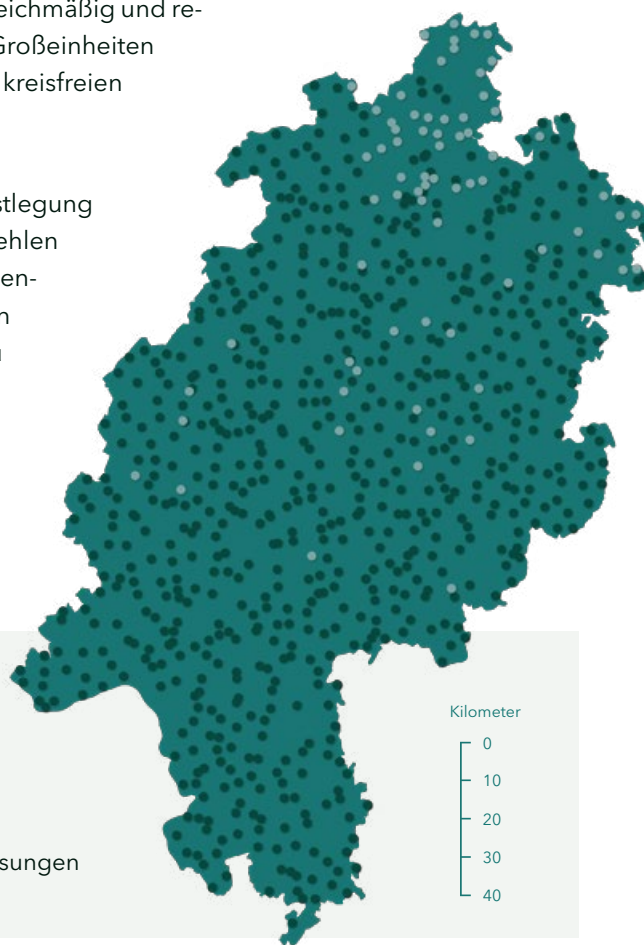 eichmäßig und re-
Großeinheiten
kreisfreien
stlegung
ehlen
en-
n
Kilometer
0
10
20
30
40
sungen